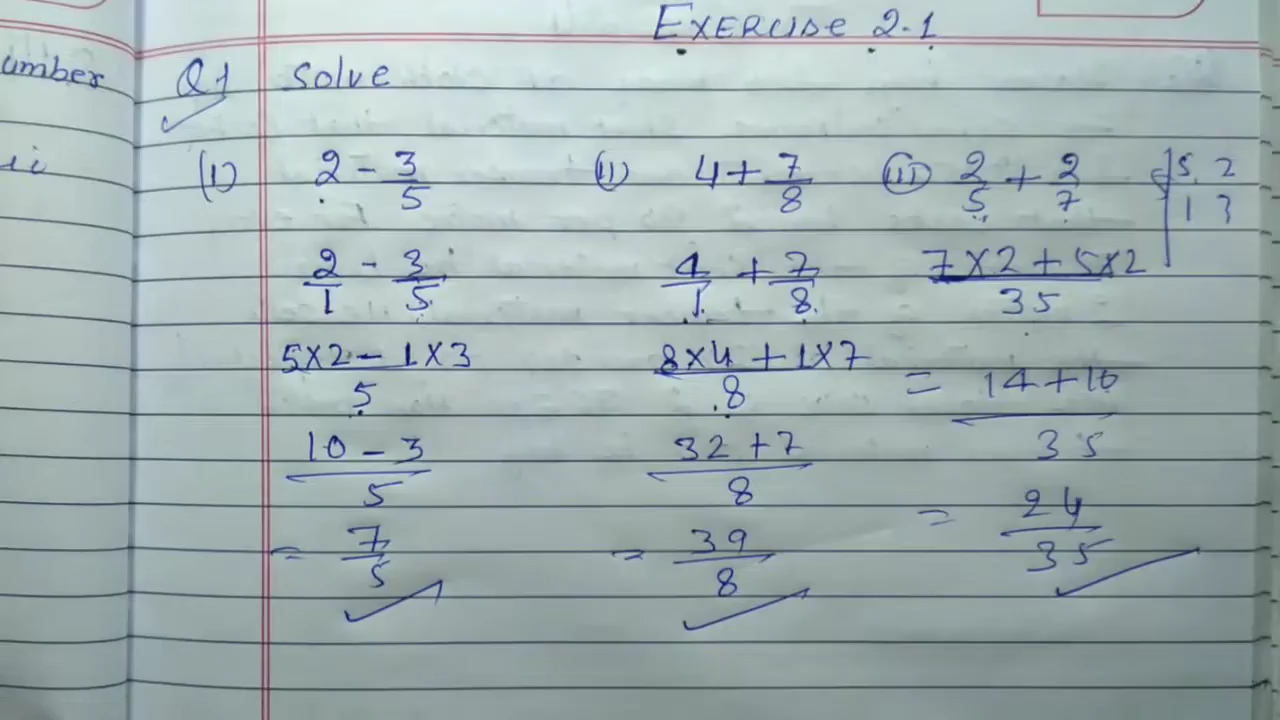 EXERCISE 2.1
umber
Q1 Solve
ii
(i) 2 - 3/5
2/1 - 3/5
5×2 - 1×3 / 5
10 - 3 / 5
= 7/5
(ii) 4 + 7/8
4/1 + 7/8
8×4 + 1×7 / 8
32 + 7 / 8
= 39/8
(iii) 2/5 + 2/7
7×2 + 5×2 / 35
= 14 + 10 / 35
= 24/35
5, 2